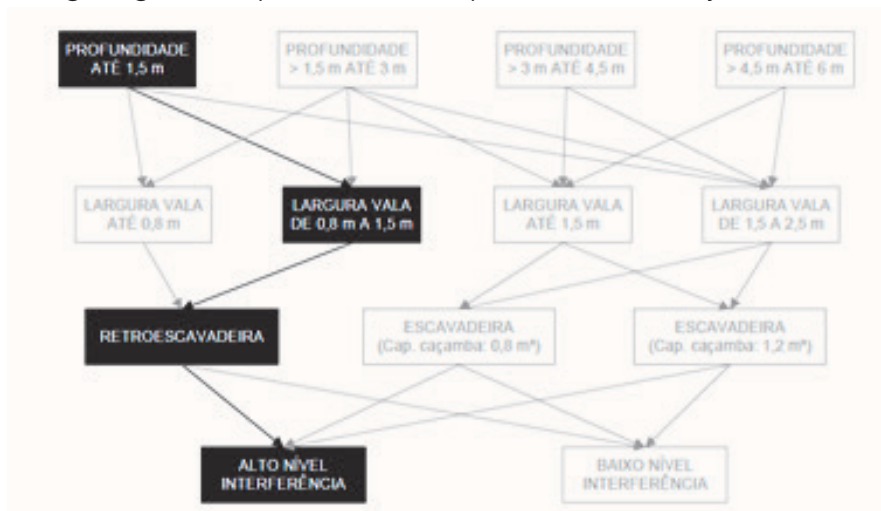 PROFUNDIDADE
ATÉ 1,5 m
PROFUNDIDADE
> 1,5 m ATÉ 3 m
PROFUNDIDADE
> 3 m ATÉ 4,5 m
PROFUNDIDADE
> 4,5 m ATÉ 6 m
LARGURA VALA
ATÉ 0,8 m
LARGURA VALA
DE 0,8 m A 1,5 m
LARGURA VALA
ATÉ 1,5 m
LARGURA VALA
DE 1,5 A 2,5 m
RETROESCAVADEIRA
ESCAVADEIRA
(Cap. caçamba: 0,8 m³)
ESCAVADEIRA
(Cap. caçamba: 1,2 m³)
ALTO NÍVEL
INTERFERÊNCIA
BAIXO NÍVEL
INTERFERÊNCIA